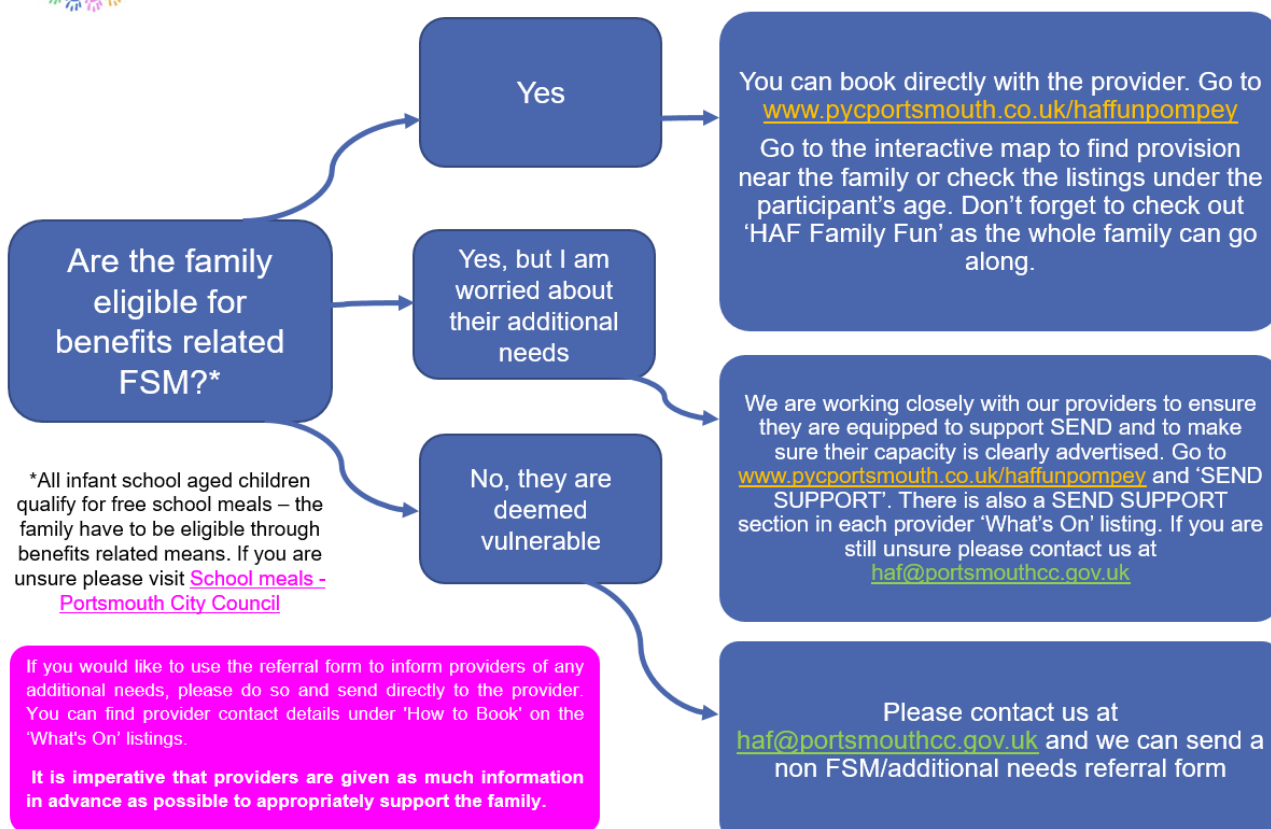 Are the family
eligible for
benefits related
FSM?*
Yes
You can book directly with the provider. Go to
www.pycportsmouth.co.uk/haffunpompey
Go to the interactive map to find provision
near the family or check the listings under the
participant’s age. Don’t forget to check out
‘HAF Family Fun’ as the whole family can go
along.
Yes, but I am
worried about
their additional
needs
We are working closely with our providers to ensure
they are equipped to support SEND and to make
sure their capacity is clearly advertised. Go to
www.pycportsmouth.co.uk/haffunpompey and ‘SEND
SUPPORT’. There is also a SEND SUPPORT
section in each provider ‘What’s On’ listing. If you are
still unsure please contact us at
haf@portsmouthcc.gov.uk
No, they are
deemed
vulnerable
Please contact us at
haf@portsmouthcc.gov.uk and we can send a
non FSM/additional needs referral form
*All infant school aged children
qualify for free school meals – the
family have to be eligible through
benefits related means. If you are
unsure please visit School meals -
Portsmouth City Council
If you would like to use the referral form to inform providers of any
additional needs, please do so and send directly to the provider.
You can find provider contact details under 'How to Book' on the
‘What's On’ listings.
It is imperative that providers are given as much information
in advance as possible to appropriately support the family.